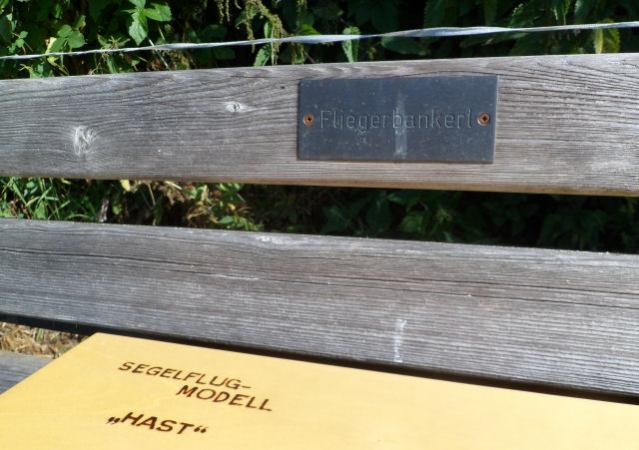 Fliegerbankerl
SEGELFLUG-
MODELL
„HAST“